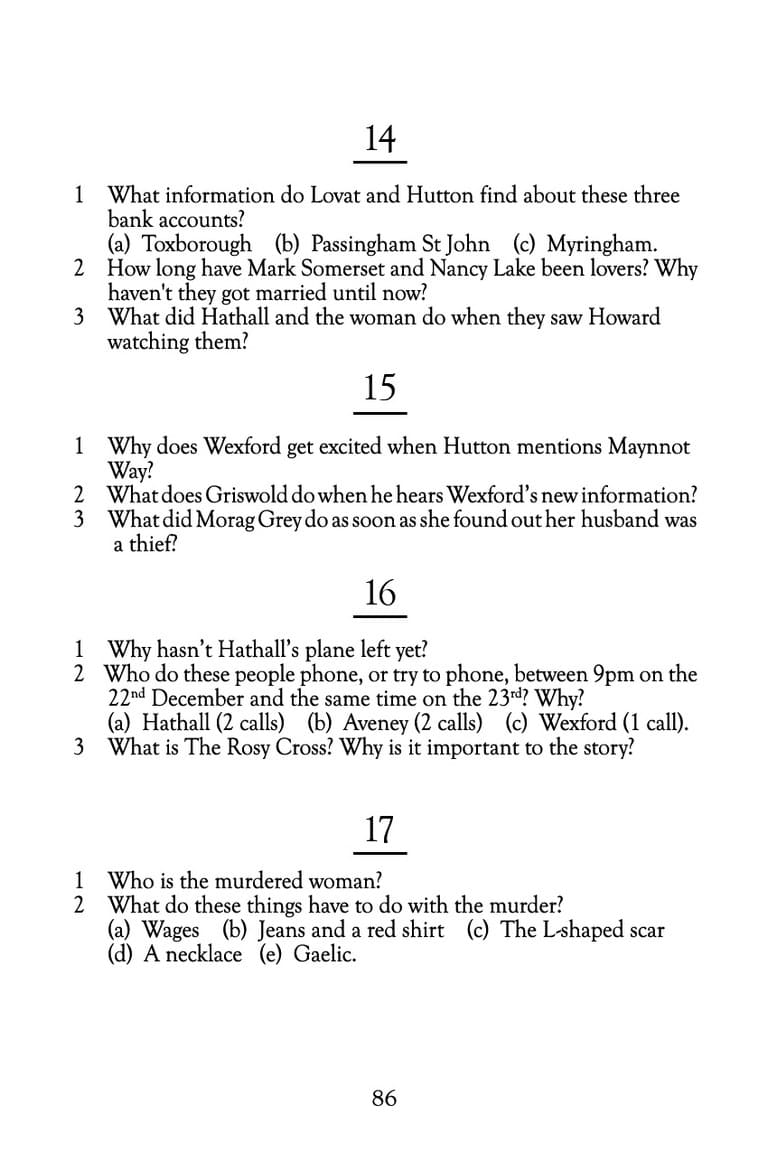 14
1 What information do Lovat and Hutton find about these three
bank accounts?
(a) Toxborough (b) Passingham St John (c) Myringham.
2 How long have Mark Somerset and Nancy Lake been lovers? Why
haven't they got married until now?
3 What did Hathall and the woman do when they saw Howard
watching them?
15
1 Why does Wexford get excited when Hutton mentions Maynnot
Way?
2 What does Griswold do when he hears Wexford’s new information?
3 What did Morag Grey do as soon as she found out her husband was
a thief?
16
1 Why hasn’t Hathall’s plane left yet?
2 Who do these people phone, or try to phone, between 9pm on the
22nd December and the same time on the 23rd? Why?
(a) Hathall (2 calls) (b) Aveney (2 calls) (c) Wexford (1 call).
3 What is The Rosy Cross? Why is it important to the story?
17
1 Who is the murdered woman?
2 What do these things have to do with the murder?
(a) Wages (b) Jeans and a red shirt (c) The L-shaped scar
(d) A necklace (e) Gaelic.
86